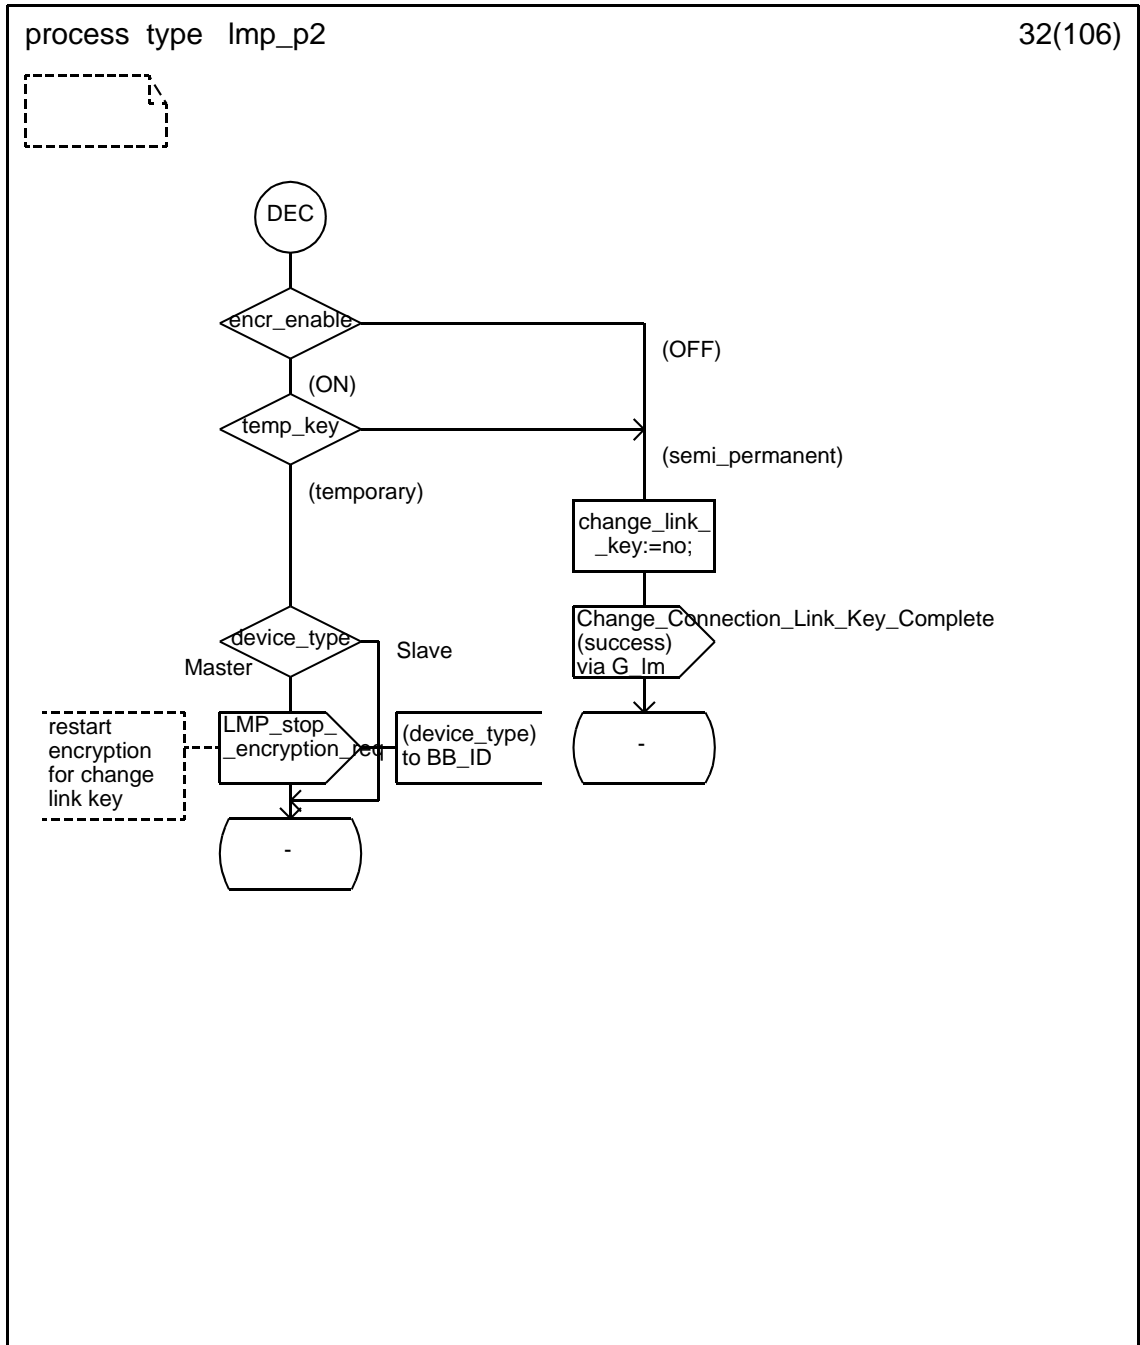 process type lmp_p2
32(106)
DEC
encr_enable
(OFF)
(ON)
temp_key
(semi_permanent)
(temporary)
change_link_
_key:=no;
device_type
Slave
Master
Change_Connection_Link_Key_Complete
(success)
via G_lm
restart
encryption
for change
link key
LMP_stop_
_encryption_req
(device_type)
to BB_ID
-
-